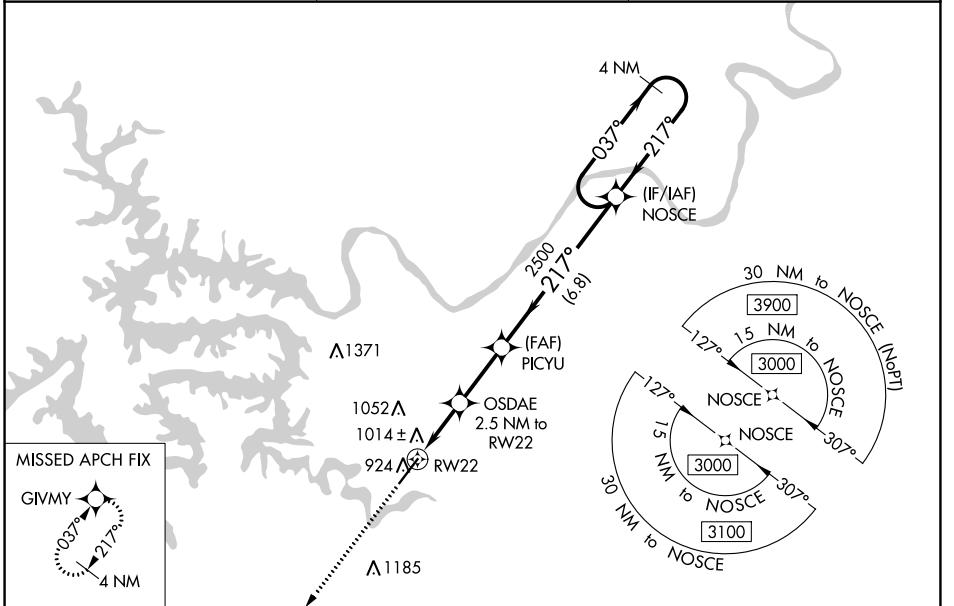 4 NM
037°
217°
(IF/IAF)
NOSCE
2500
217°
(6.8)
(FAF)
PICYU
OSDAE
2.5 NM to
RW22
1371
1052
1014 ±
924
RW22
1185
MISSED APCH FIX
GIVMY
037°
217°
4 NM
30 NM to NOSCE (NoPT)
3900
127°
15 NM to NOSCE
3000
NOSCE
307°
127°
NOSCE
15 NM to NOSCE
3000
307°
30 NM to NOSCE
3100